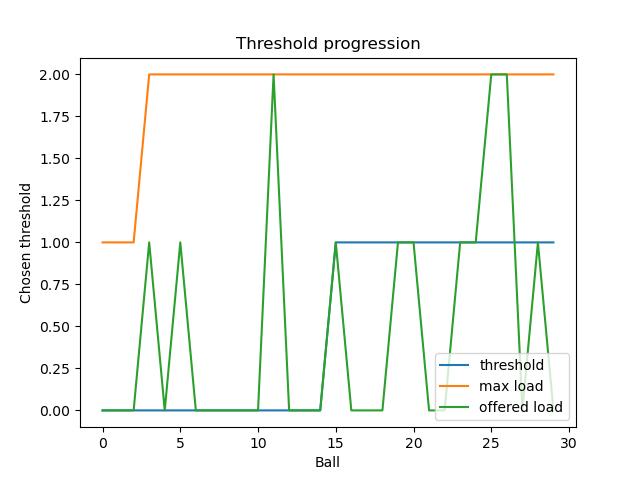 Threshold progression
Chosen threshold
2.00
1.75
1.50
1.25
1.00
0.75
0.50
0.25
0.00
threshold
max load
offered load
0 5 10 15 20 25 30
Ball